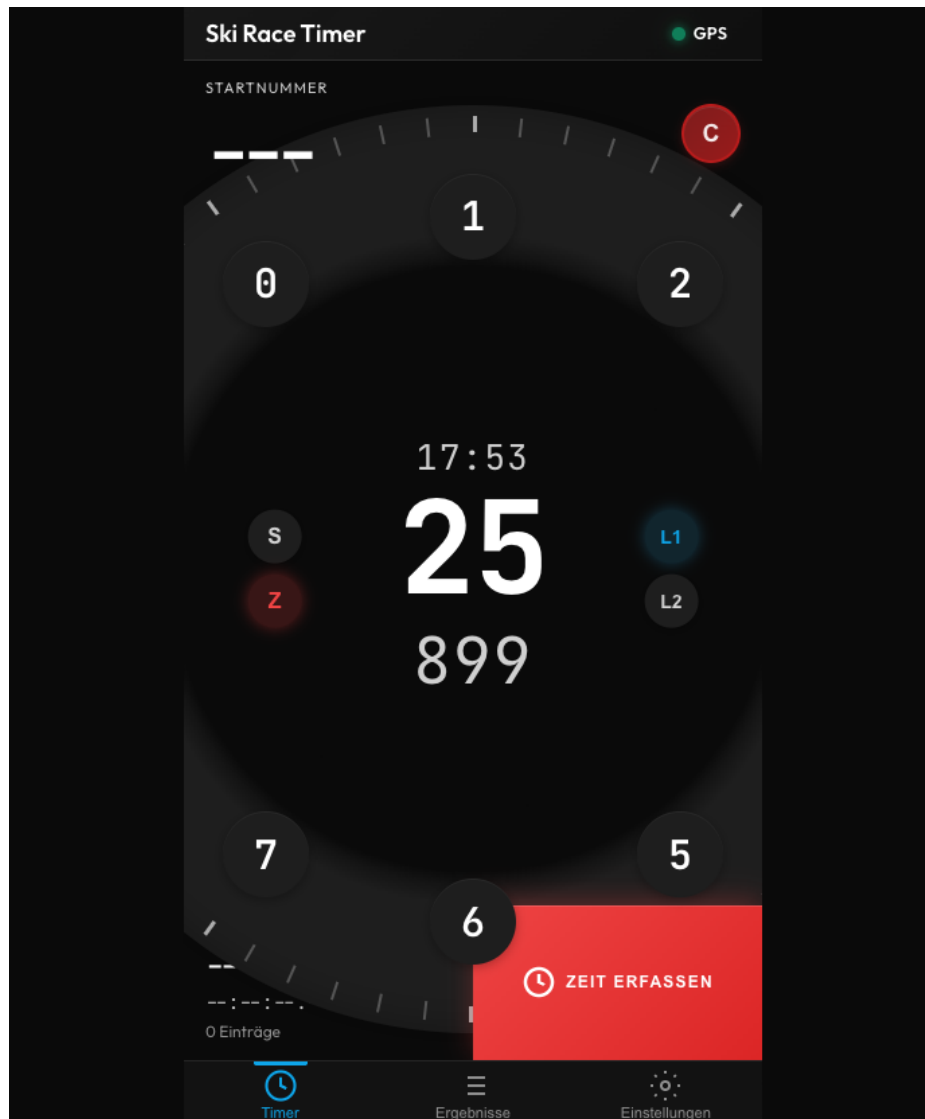 Ski Race Timer
GPS
STARTNUMMER
---
C
1
0
2
17:53
25
899
S
Z
L1
L2
7
5
6
ZEIT ERFASSEN
--:--:--.
0 Einträge
Timer
Ergebnisse
Einstellungen